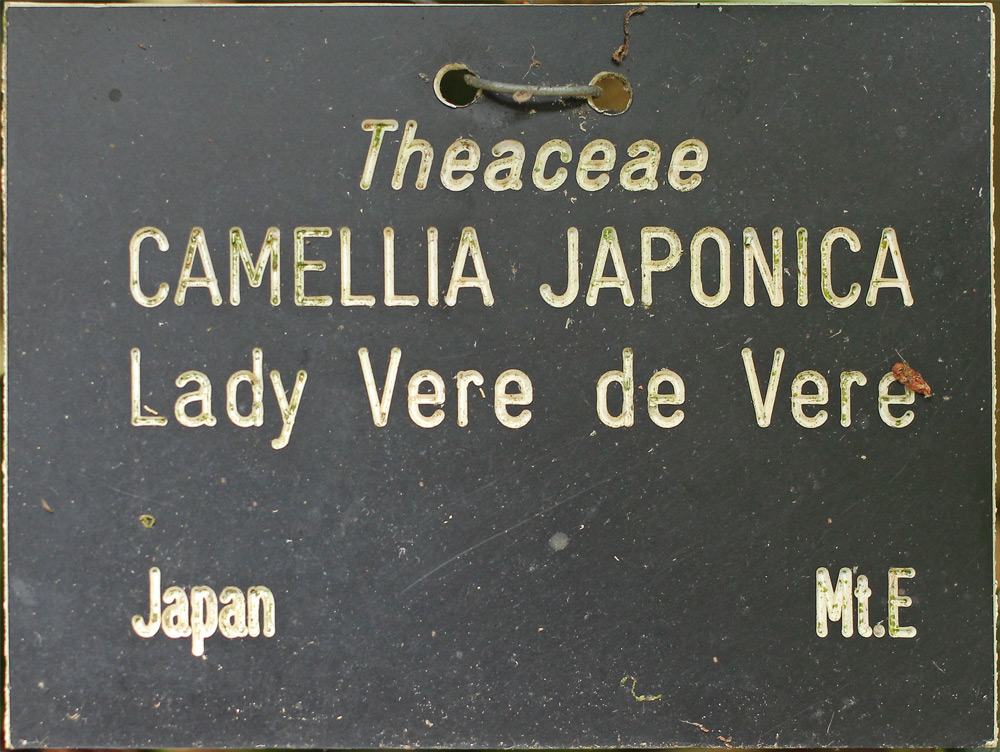 Theaceae
CAMELLIA JAPONICA
Lady Vere de Vere
Japan Mt.E